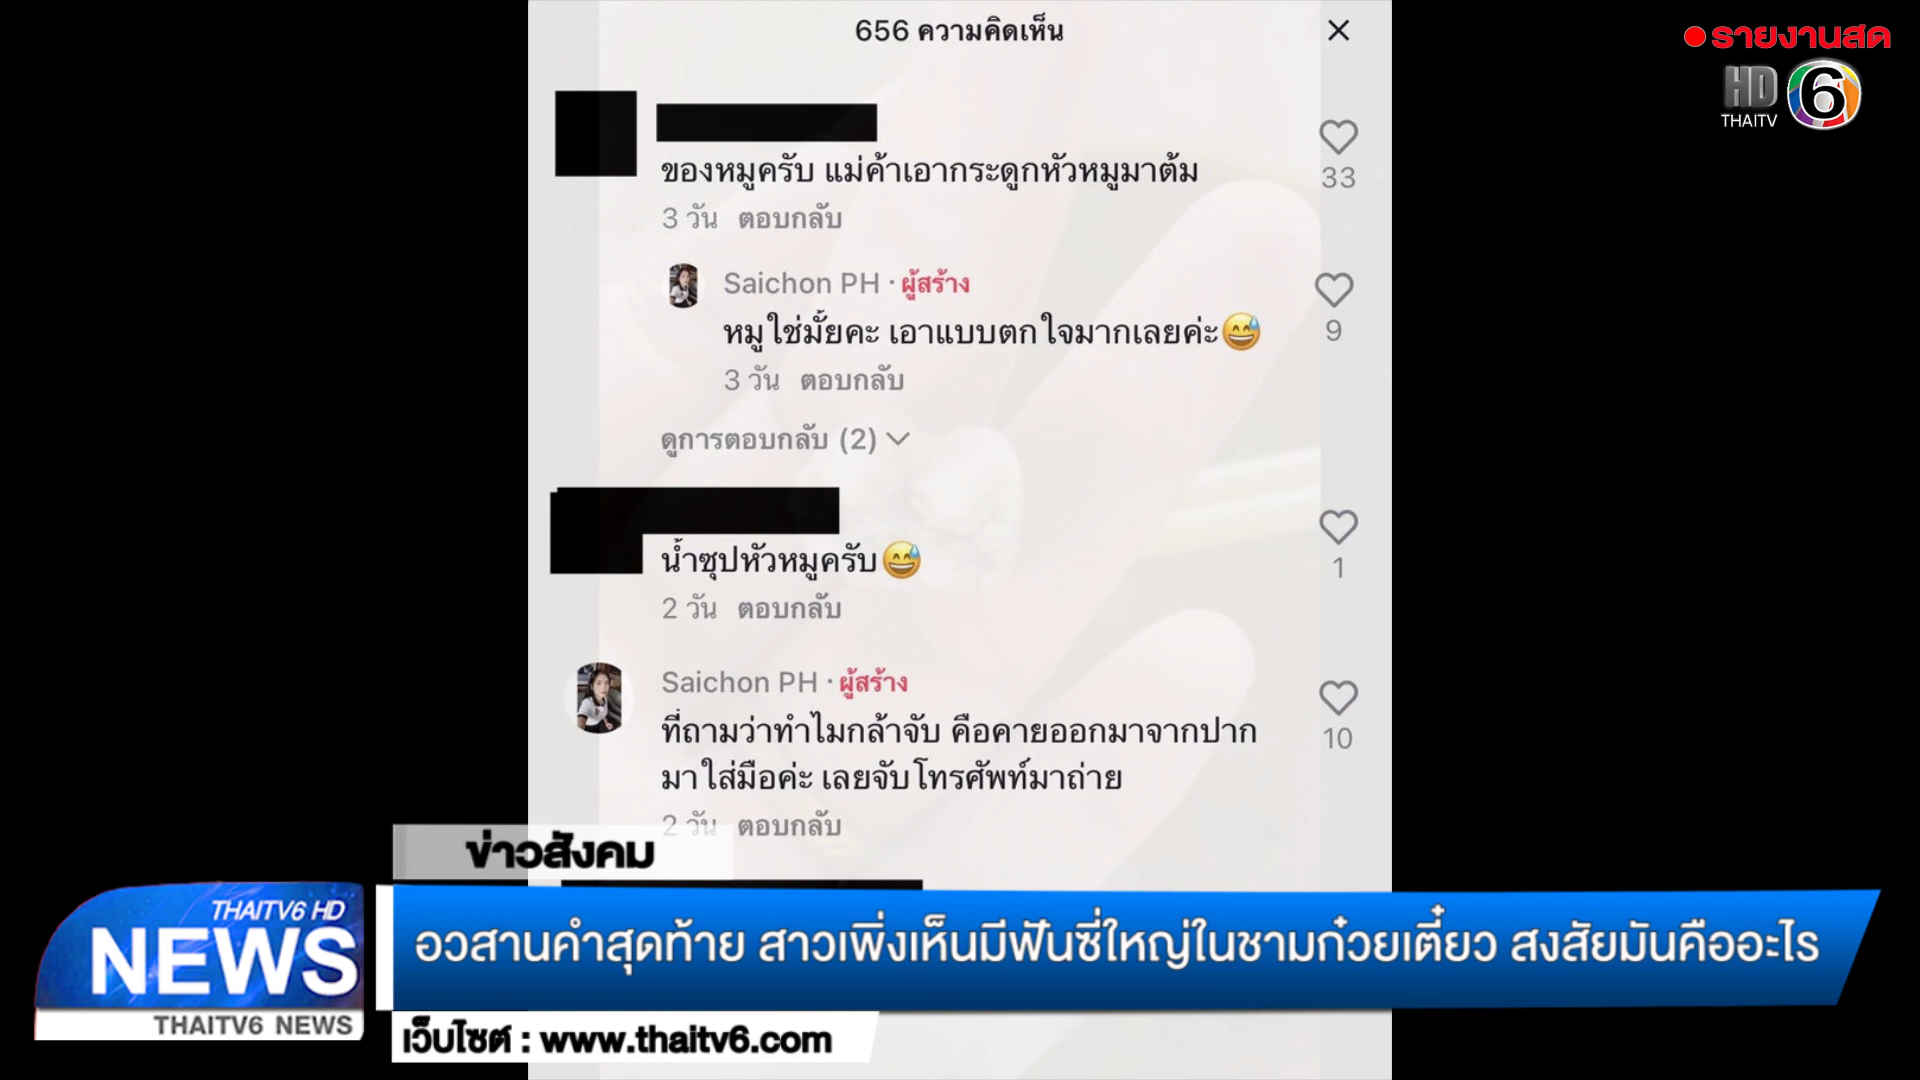 656 ความคิดเห็น
รายงานสด
HD 6
THAITV
ของหมูครับ แม่ค้าเอากระดูกหัวหมูมาต้ม
33
3 วัน ตอบกลับ
Saichon PH · ผู้สร้าง
หมูใช่มั้ยคะ เอาแบบตกใจมากเลยค่ะ😅
9
3 วัน ตอบกลับ
ดูการตอบกลับ (2)
น้ำซุปหัวหมูครับ😅
1
2 วัน ตอบกลับ
Saichon PH · ผู้สร้าง
ที่ถามว่าทำไมกล้าจับ คือคายออกมาจากปาก
มาใส่มือค่ะ เลยจับโทรศัพท์มาถ่าย
10
2 วัน ตอบกลับ
ข่าวสังคม
THAITV6 HD
NEWS
THAITV6 NEWS
อวสานคำสุดท้าย สาวเพิ่งเห็นมีฟันซี่ใหญ่ในชามก๋วยเตี๋ยว สงสัยมันคืออะไร
เว็บไซต์ : www.thaitv6.com